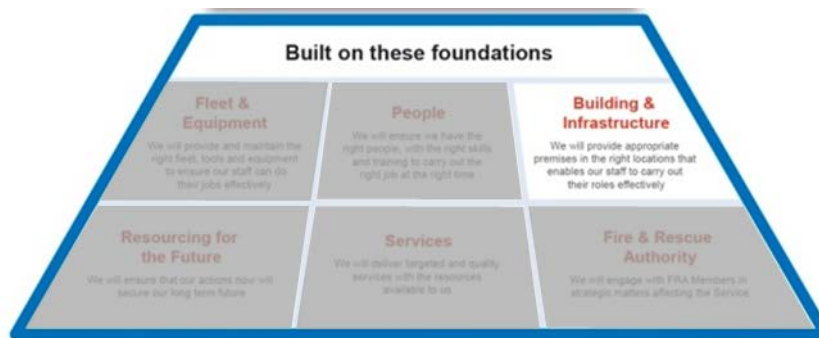 Built on these foundations
Fleet &
Equipment
We will provide and maintain the
right fleet, tools and equipment
to ensure our staff can do
their jobs effectively
People
We will ensure we have the
right people, with the right skills
and training to carry out the
right job at the right time
Building &
Infrastructure
We will provide appropriate
premises in the right locations that
enables our staff to carry out
their roles effectively
Resourcing for
the Future
We will ensure that our actions now will
secure our long term future
Services
We will deliver targeted and quality
services with the resources
available to us
Fire & Rescue
Authority
We will engage with FRA Members in
strategic matters affecting the Service